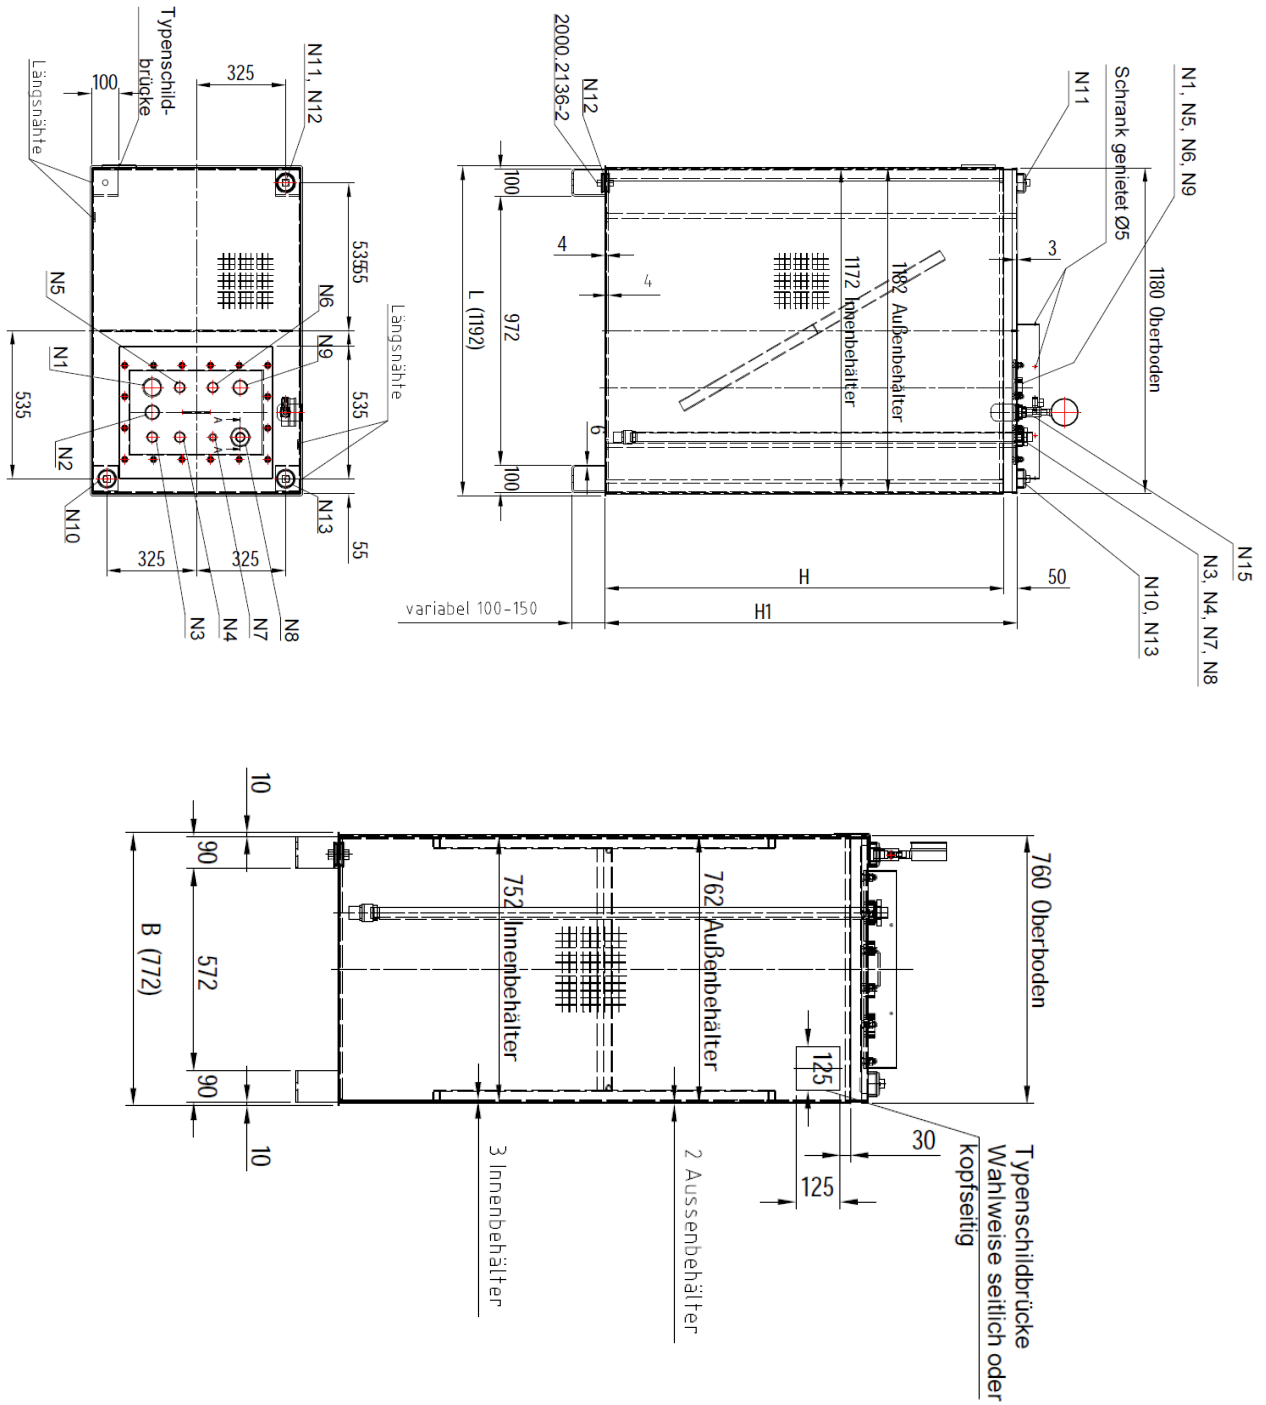 Typenschild-
brücke
Längsnähte
100
325
N11, N12
535
55
N5
N6
N1
N9
535
535
N2
N10
N13
55
325
325
N3
N4
N7
N8
Längsnähte
2000.2136-2
N12
N11
Schrank genietet Ø5
N1, N5, N6, N9
100
4
4
3
L (1192)
972
1172 Innenbehälter
1182 Außenbehälter
1180 Oberboden
6
100
H
50
H1
variabel 100-150
N15
N3, N4, N7, N8
N10, N13
10
90
B (772)
572
752 Innenbehälter
762 Außenbehälter
760 Oberboden
125
90
10
30
125
3 Innenbehälter
2 Aussenbehälter
Typenschildbrücke
Wahlweise seitlich oder
kopfseitig
A
A